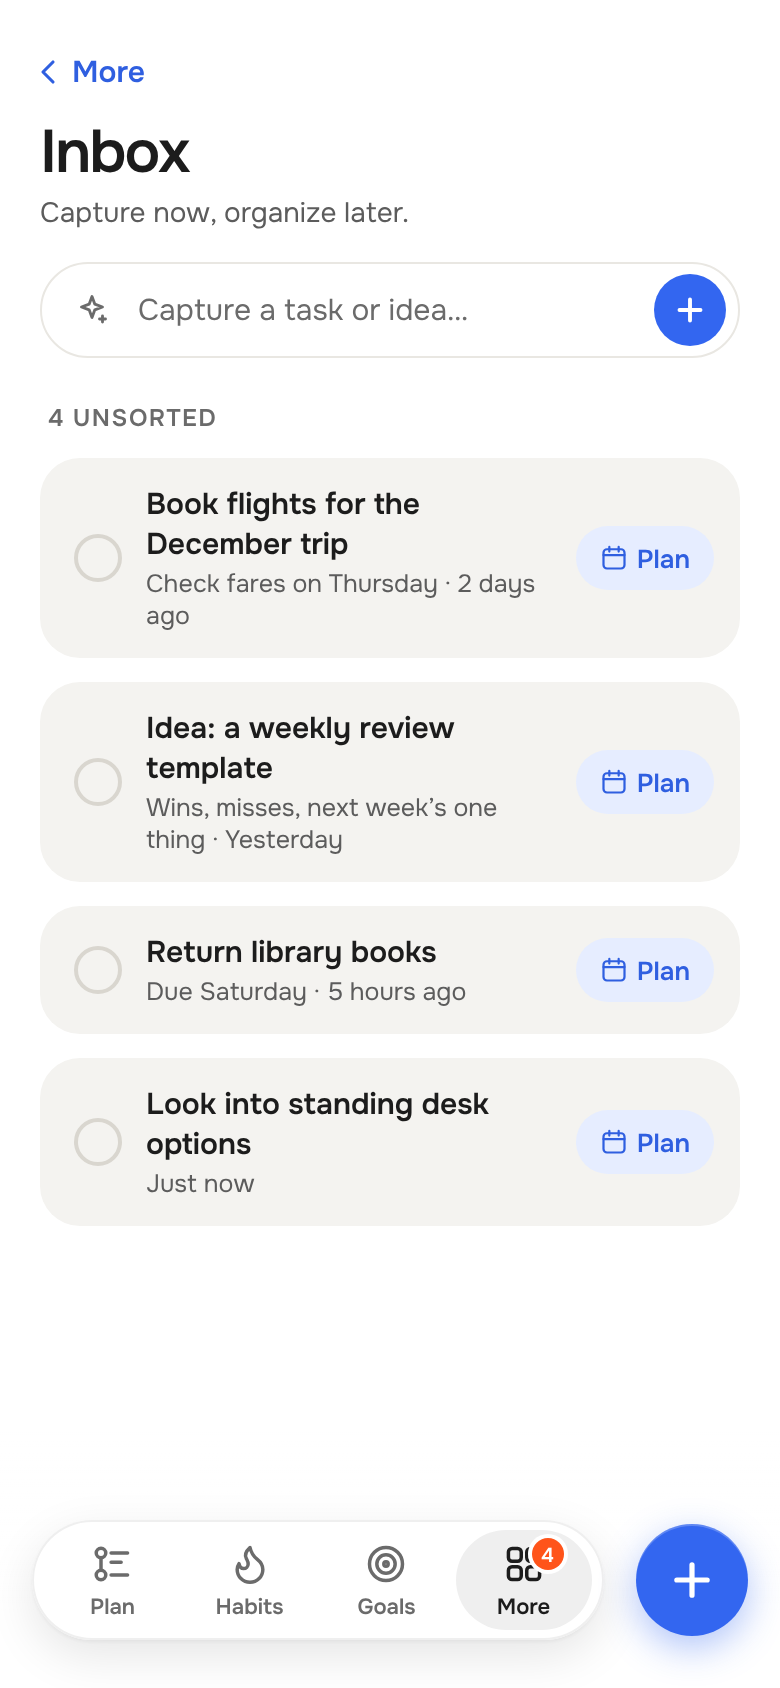 More
Inbox
Capture now, organize later.
Capture a task or idea...
4 UNSORTED
Book flights for the
December trip
Check fares on Thursday · 2 days
ago
Plan
Idea: a weekly review
template
Wins, misses, next week’s one
thing · Yesterday
Plan
Return library books
Due Saturday · 5 hours ago
Plan
Look into standing desk
options
Just now
Plan
4
Plan
Habits
Goals
More